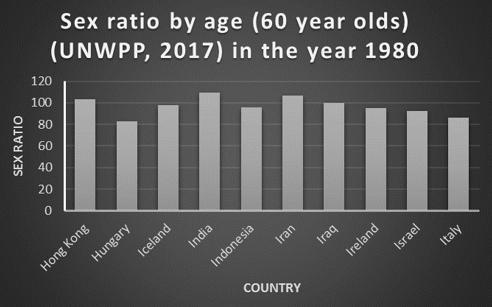 Sex ratio by age (60 year olds)
(UNWPP, 2017) in the year 1980
SEX RATIO
120
100
80
60
40
20
0
Hong Kong
Hungary
Iceland
India
Indonesia
Iran
Iraq
Ireland
Israel
Italy
COUNTRY